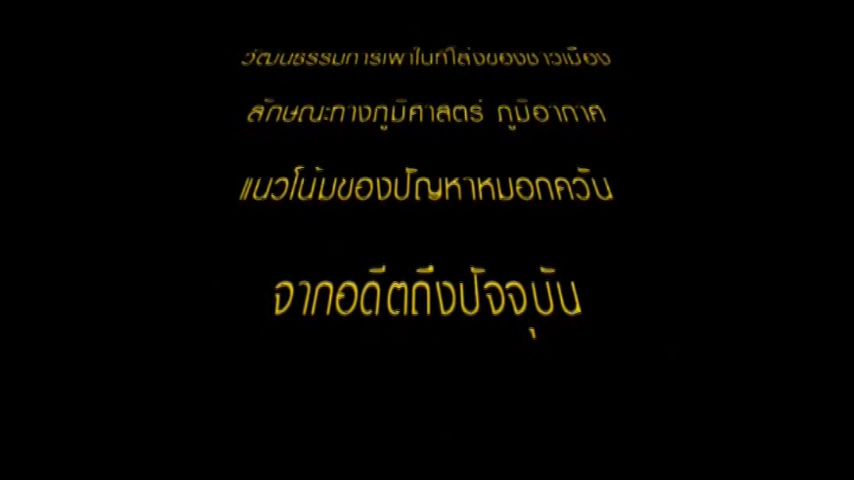 วัฒนธรรมการเผาในที่โล่งของชาวเมือง
ลักษณะทางภูมิศาสตร์ ภูมิอากาศ
แนวโน้มของปัญหาหมอกควัน
จากอดีตถึงปัจจุบัน